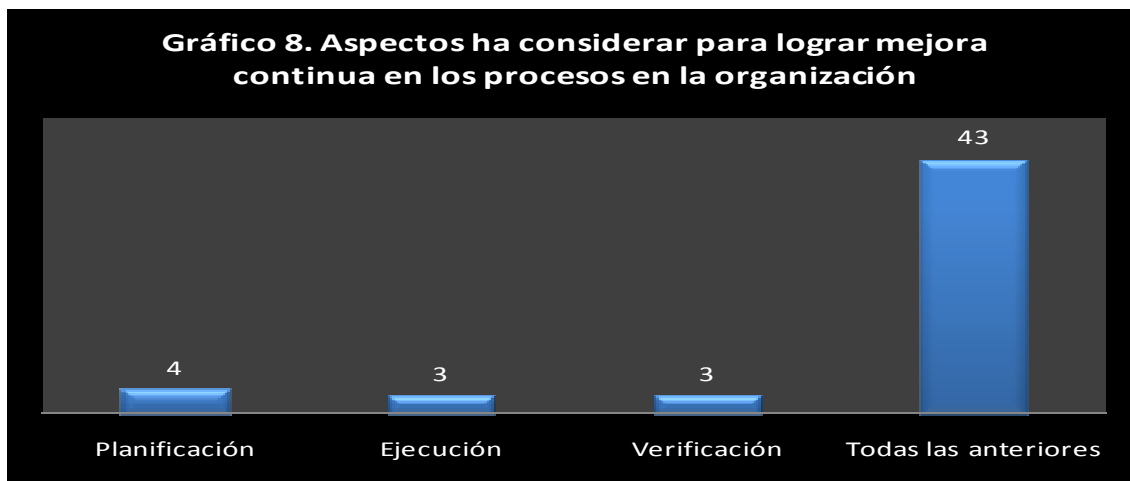 Gráfico 8. Aspectos ha considerar para lograr mejora
continua en los procesos en la organización
43
4
3
3
Planificación
Ejecución
Verificación
Todas las anteriores